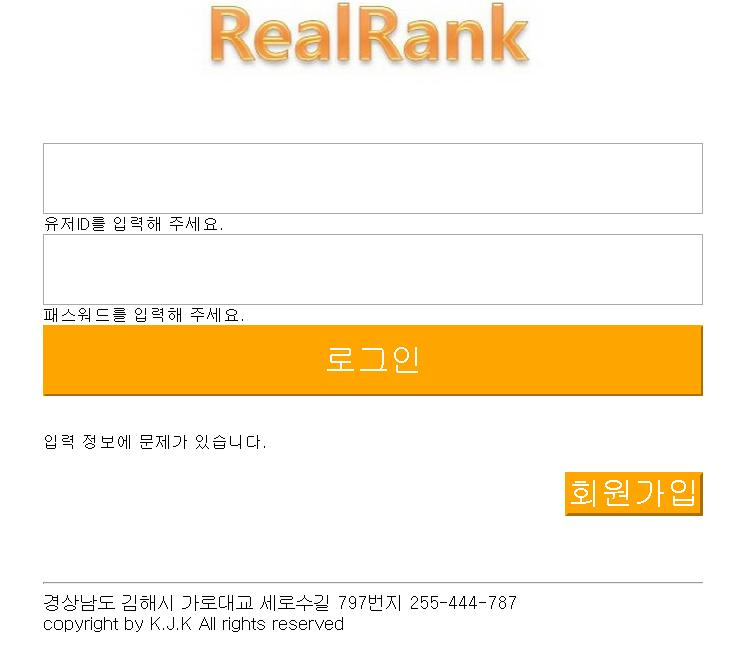 RealRank
유저ID를 입력해 주세요.
패스워드를 입력해 주세요.
로그인
입력 정보에 문제가 있습니다.
회원가입
경상남도 김해시 가로대교 세로수길 797번지 255-444-787
copyright by K.J.K All rights reserved